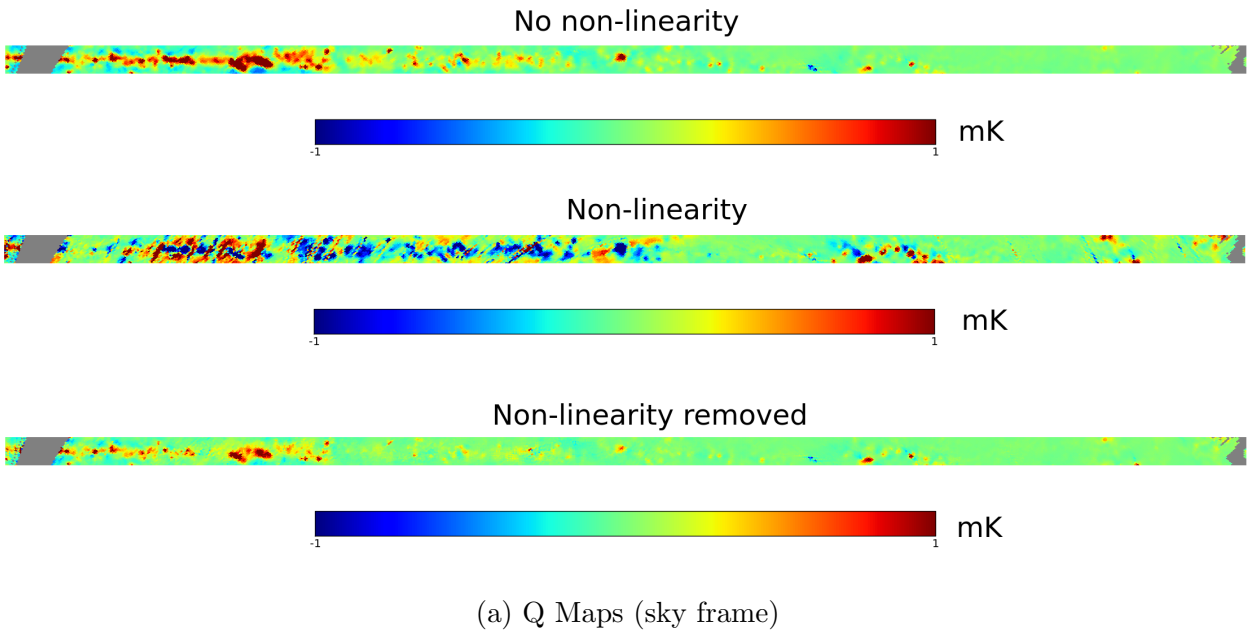 No non-linearity
-1 1 mK
Non-linearity
-1 1 mK
Non-linearity removed
-1 1 mK
(a) Q Maps (sky frame)